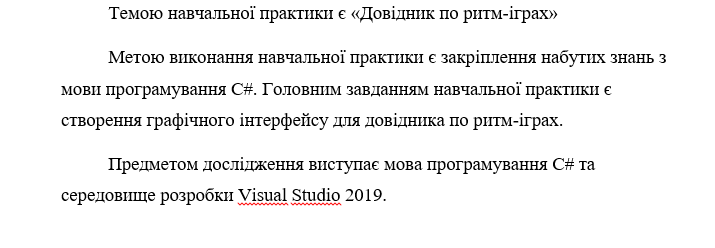 Темою навчальної практики є «Довідник по ритм-іграх»
Метою виконання навчальної практики є закріплення набутих знань з
мови програмування C#. Головним завданням навчальної практики є
створення графічного інтерфейсу для довідника по ритм-іграх.
Предметом дослідження виступає мова програмування C# та
середовище розробки Visual Studio 2019.